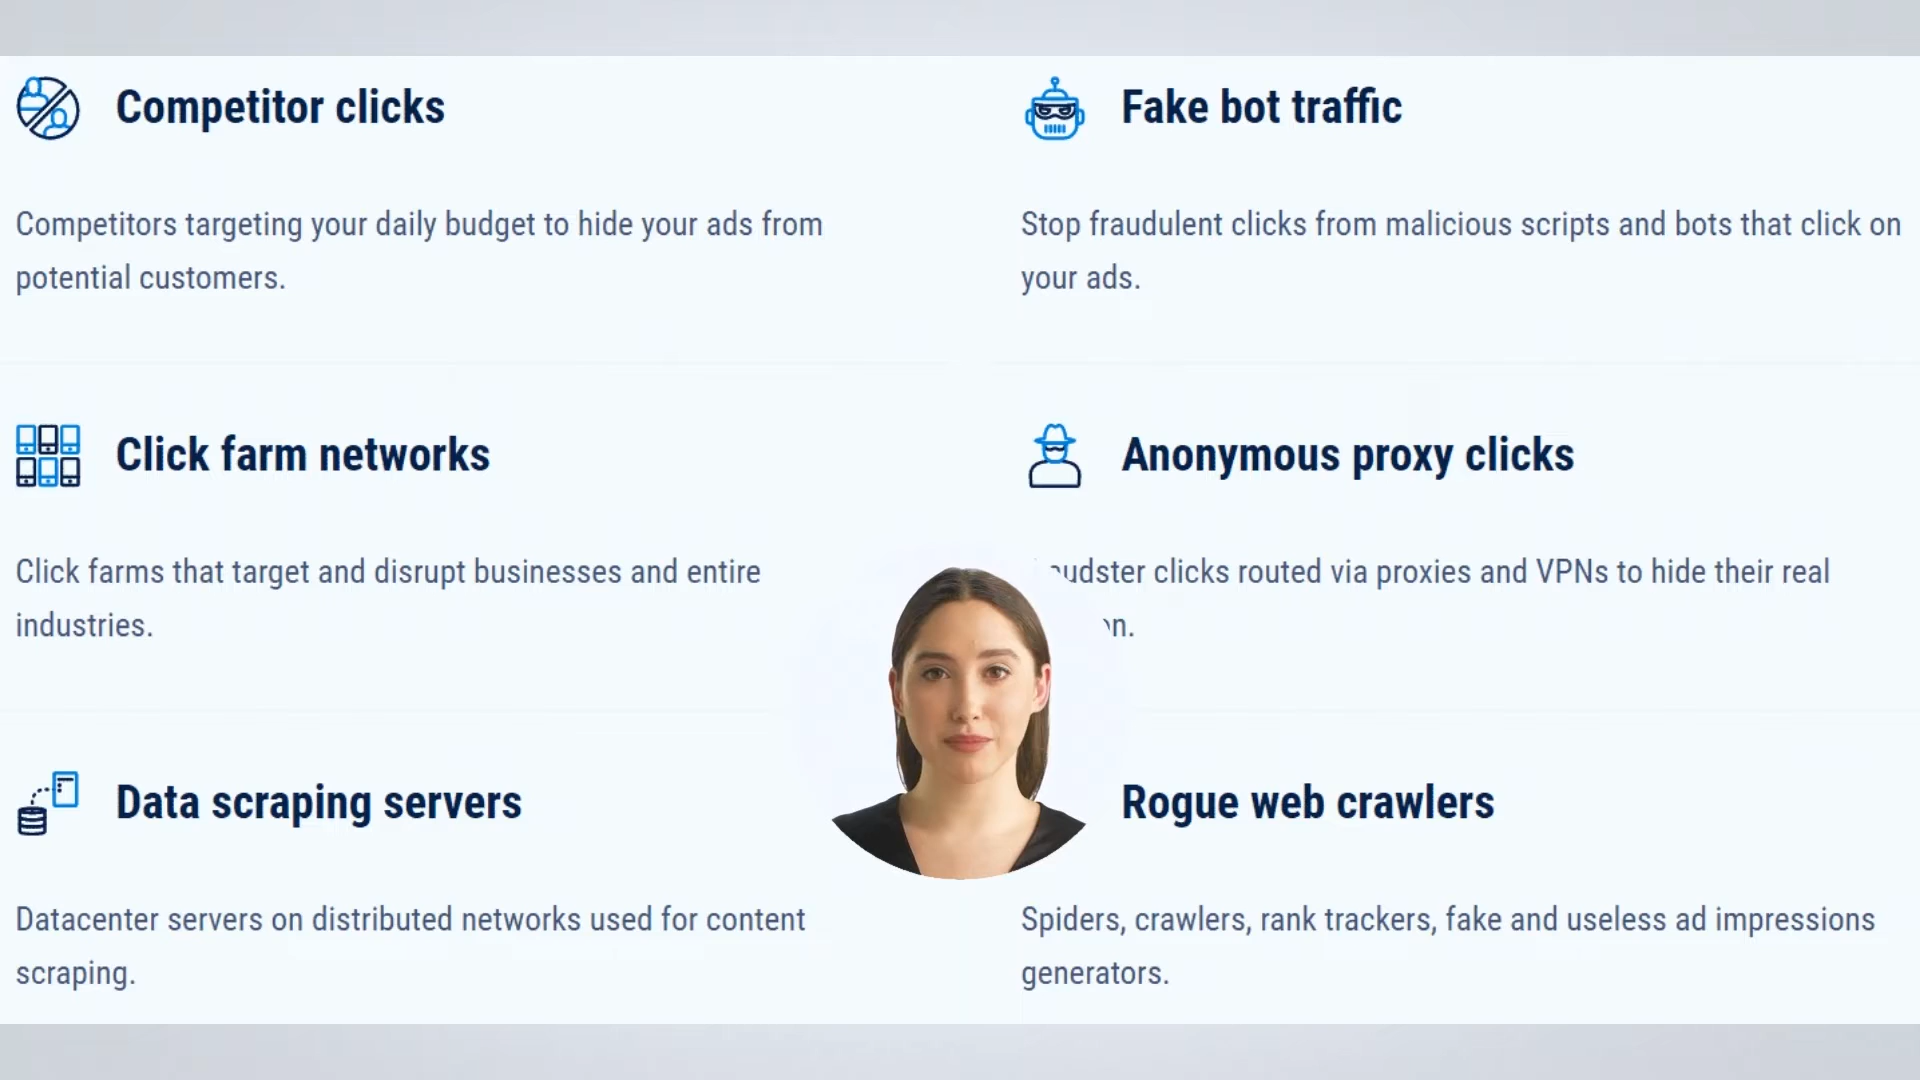 Competitor clicks
Competitors targeting your daily budget to hide your ads from
potential customers.
Fake bot traffic
Stop fraudulent clicks from malicious scripts and bots that click on
your ads.
Click farm networks
Click farms that target and disrupt businesses and entire
industries.
Anonymous proxy clicks
clicks routed via proxies and VPNs to hide their real
Data scraping servers
Datacenter servers on distributed networks used for content
scraping.
Rogue web crawlers
Spiders, crawlers, rank trackers, fake and useless ad impressions
generators.